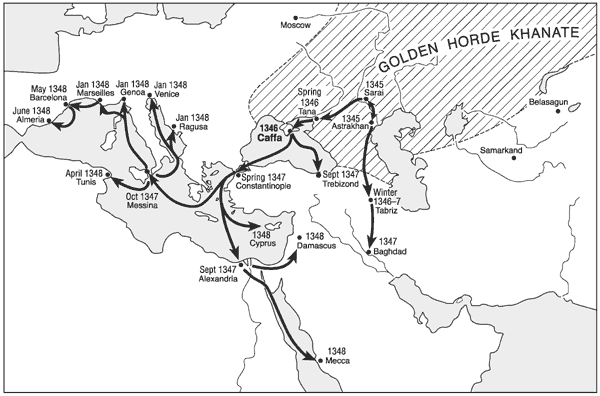 Moscow
GOLDEN HORDE KHANATE
May 1348
Barcelona
Jan 1348
Marseilles
Jan 1348
Genoa
Jan 1348
Venice
1345
Sarai
Spring
1346
Tana
1345
Astrakhan
Belasagun
June 1348
Almeria
Jan 1348
Ragusa
1346
Caffa
Samarkand
April 1348
Tunis
Oct 1347
Messina
Spring 1347
Constantinople
Sept 1347
Trebizond
Winter
1346–7
Tabriz
1348
Cyprus
1348
Damascus
1347
Baghdad
Sept 1347
Alexandria
1348
Mecca